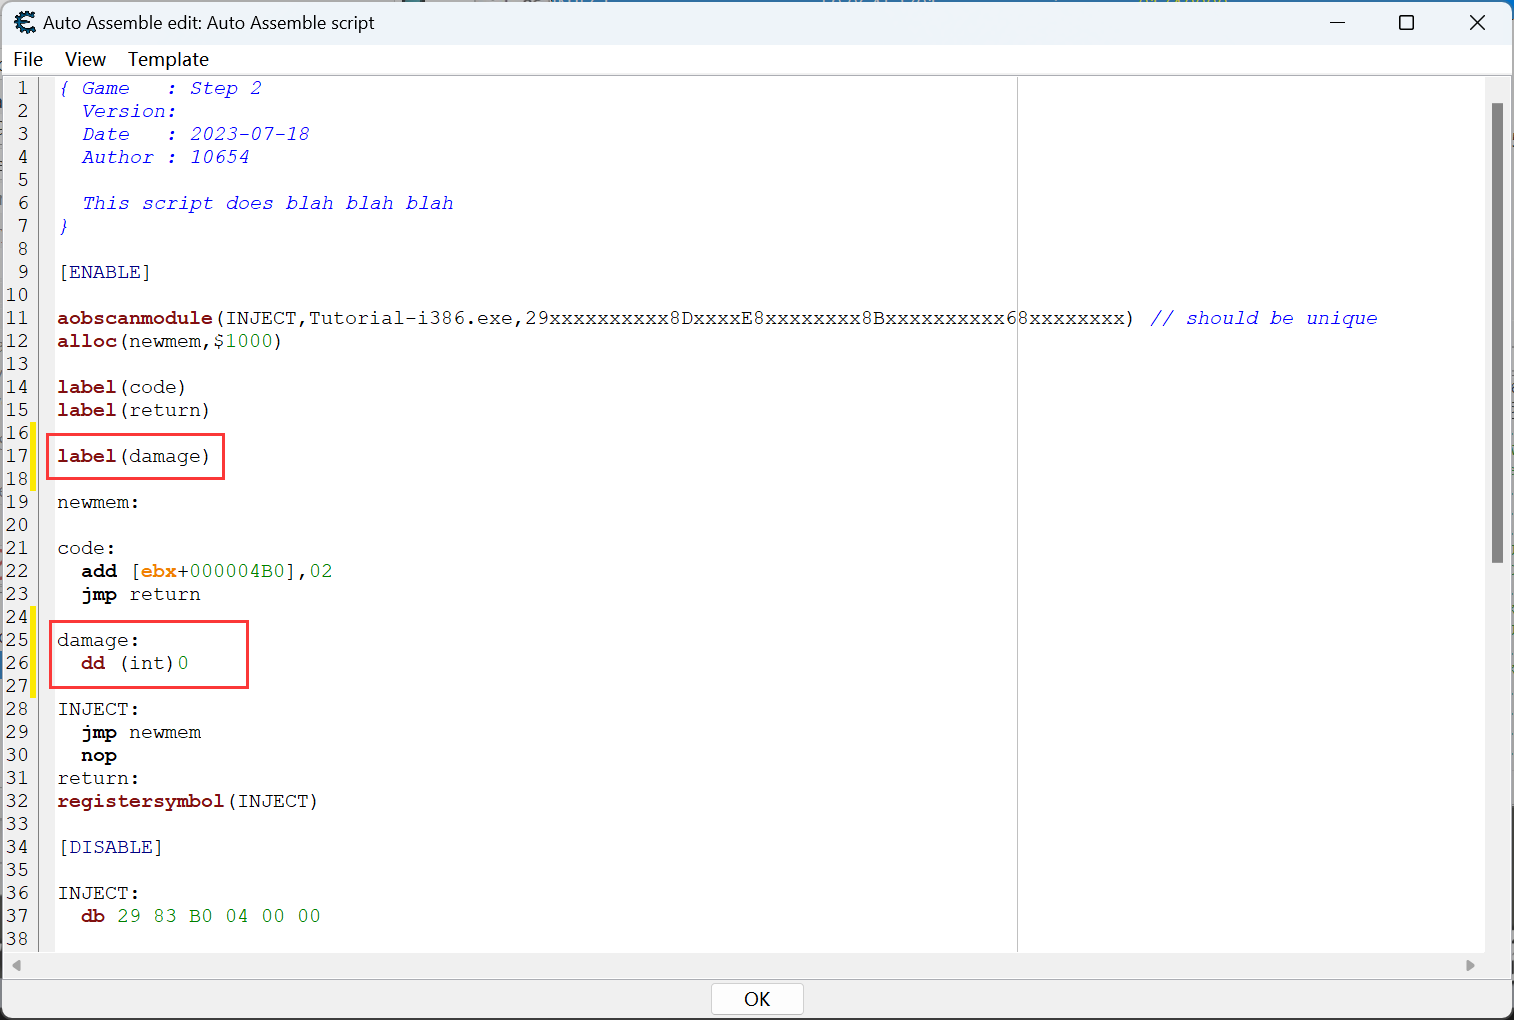 Auto Assemble edit: Auto Assemble script
File View Template
1 { Game   : Step 2
2 Version:
3 Date   : 2023-07-18
4 Author : 10654
5
6 This script does blah blah blah
7 }
8
9 [ENABLE]
10
11 aobscanmodule(INJECT,Tutorial-i386.exe,29xxxxxxxxxx8DxxxxE8xxxxxxxx8Bxxxxxxxxxx68xxxxxxxx) // should be unique
12 alloc(newmem,$1000)
13
14 label(code)
15 label(return)
16
17 label(damage)
18
19 newmem:
20
21 code:
22 add [ebx+000004B0],02
23 jmp return
24
25 damage:
26 dd (int)0
27
28 INJECT:
29 jmp newmem
30 nop
31 return:
32 registersymbol(INJECT)
33
34 [DISABLE]
35
36 INJECT:
37 db 29 83 B0 04 00 00
38
OK